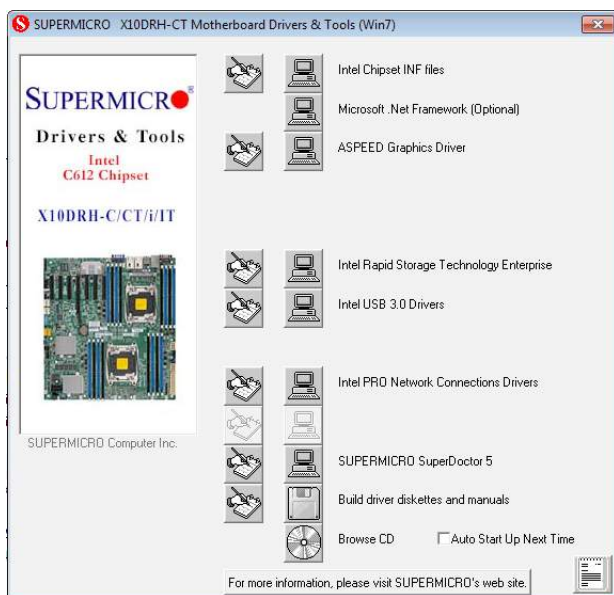 SUPERMICRO X10DRH-CT Motherboard Drivers & Tools (Win7)
SUPERMICRO®
Drivers & Tools
Intel
C612 Chipset
X10DRH-C/CT/i/IT
SUPERMICRO Computer Inc.
Intel Chipset INF files
Microsoft .Net Framework (Optional)
ASPEED Graphics Driver
Intel Rapid Storage Technology Enterprise
Intel USB 3.0 Drivers
Intel PRO Network Connections Drivers
SUPERMICRO SuperDoctor 5
Build driver diskettes and manuals
Browse CD Auto Start Up Next Time
For more information, please visit SUPERMICRO's web site.